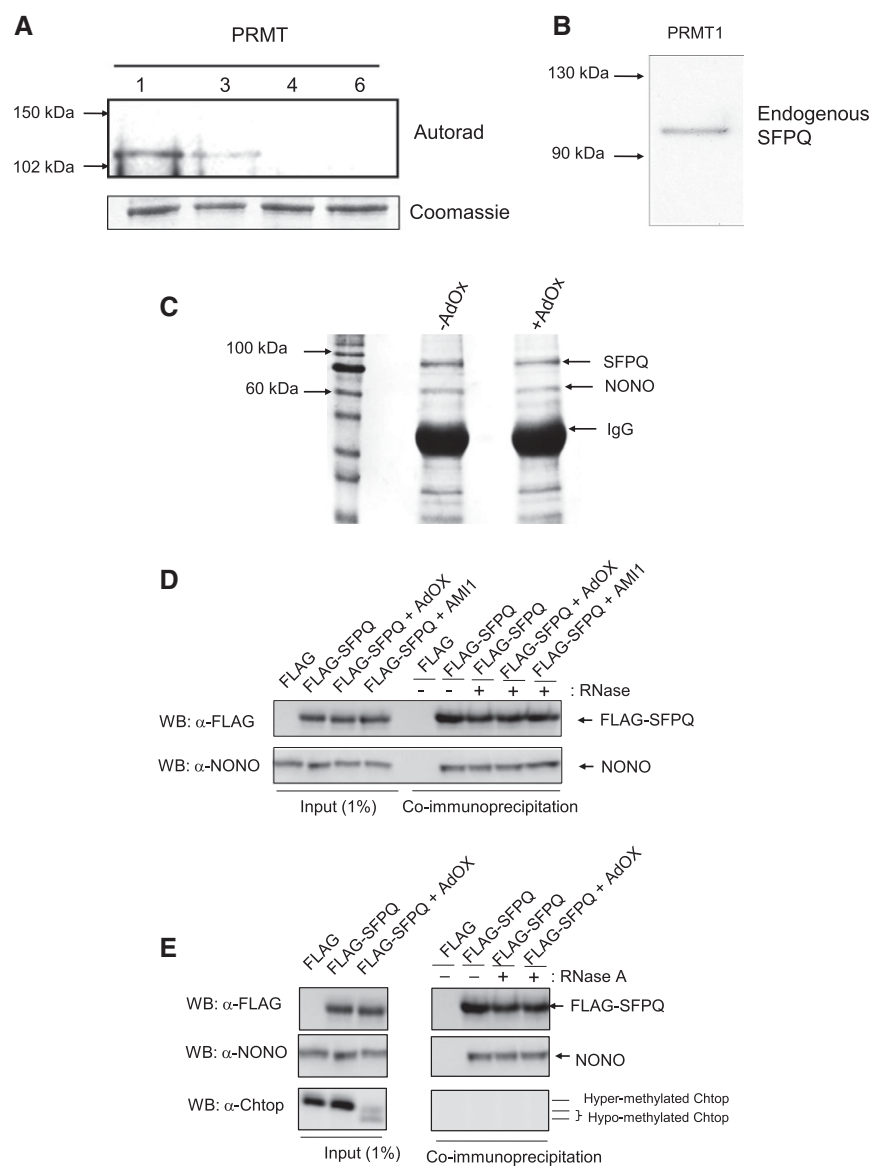 A
PRMT
1 3 4 6
150 kDa
102 kDa
Autorad
Coomassie
B
PRMT1
130 kDa
90 kDa
Endogenous
SFPQ
C
-AdOx
+AdOx
100 kDa
60 kDa
SFPQ
NONO
IgG
D
FLAG
FLAG-SFPQ
FLAG-SFPQ + AdOX
FLAG-SFPQ + AMI1
FLAG
FLAG-SFPQ
FLAG-SFPQ
FLAG-SFPQ + AdOX
FLAG-SFPQ + AMI1
- - + + + : RNase
WB: α-FLAG
FLAG-SFPQ
WB: α-NONO
NONO
Input (1%)
Co-immunoprecipitation
E
FLAG
FLAG-SFPQ
FLAG-SFPQ + AdOX
FLAG
FLAG-SFPQ
FLAG-SFPQ
FLAG-SFPQ + AdOX
– – + + : RNase A
WB: α-FLAG
FLAG-SFPQ
WB: α-NONO
NONO
WB: α-Chtop
Hyper-methylated Chtop
} Hypo-methylated Chtop
Input (1%)
Co-immunoprecipitation